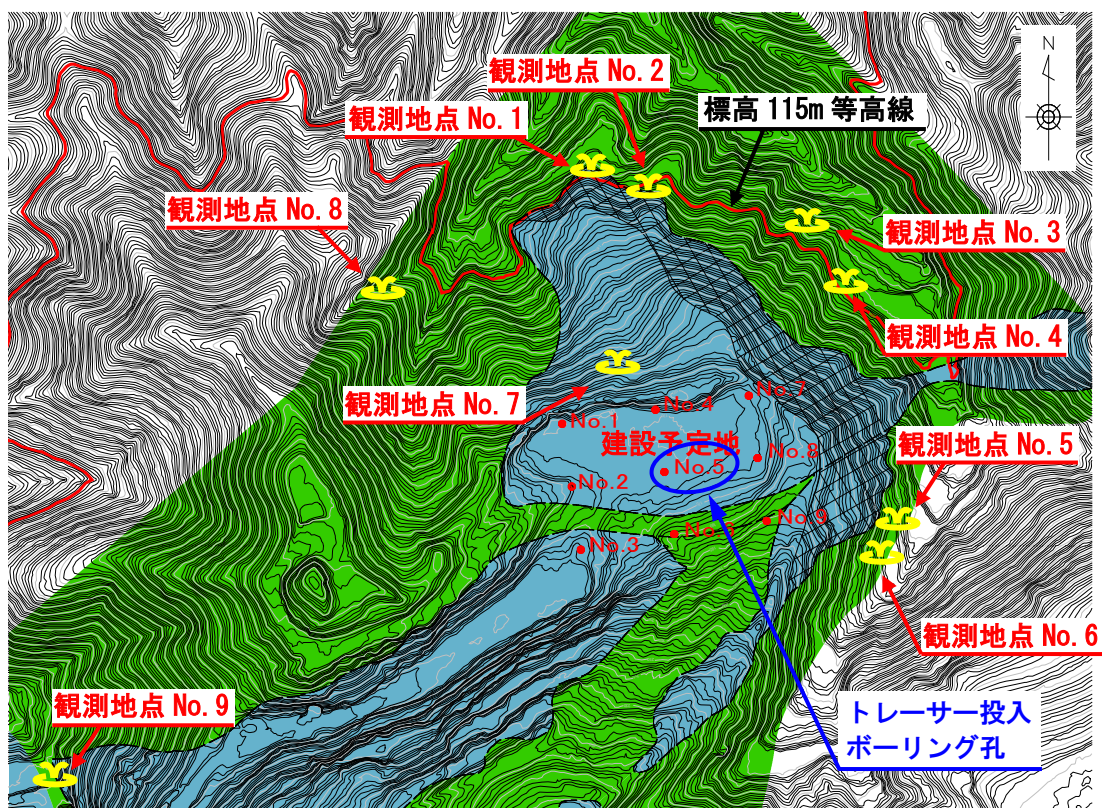 観測地点 No.2
標高 115m 等高線
観測地点 No.1
N
観測地点 No.8
観測地点 No.3
観測地点 No.4
観測地点 No.7
No.7
No.4
No.1
建設予定地
No.8
No.5
観測地点 No.5
No.2
No.9
No.3
観測地点 No.6
観測地点 No.9
トレーサー投入
ボーリング孔